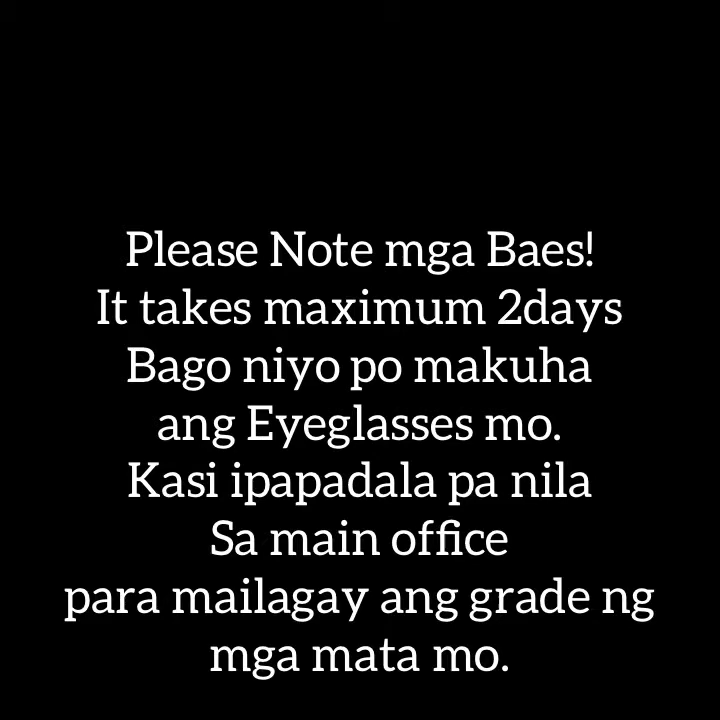 Please Note mga Baes!
It takes maximum 2days
Bago niyo po makuha
ang Eyeglasses mo.
Kasi ipapadala pa nila
Sa main office
para mailagay ang grade ng
mga mata mo.